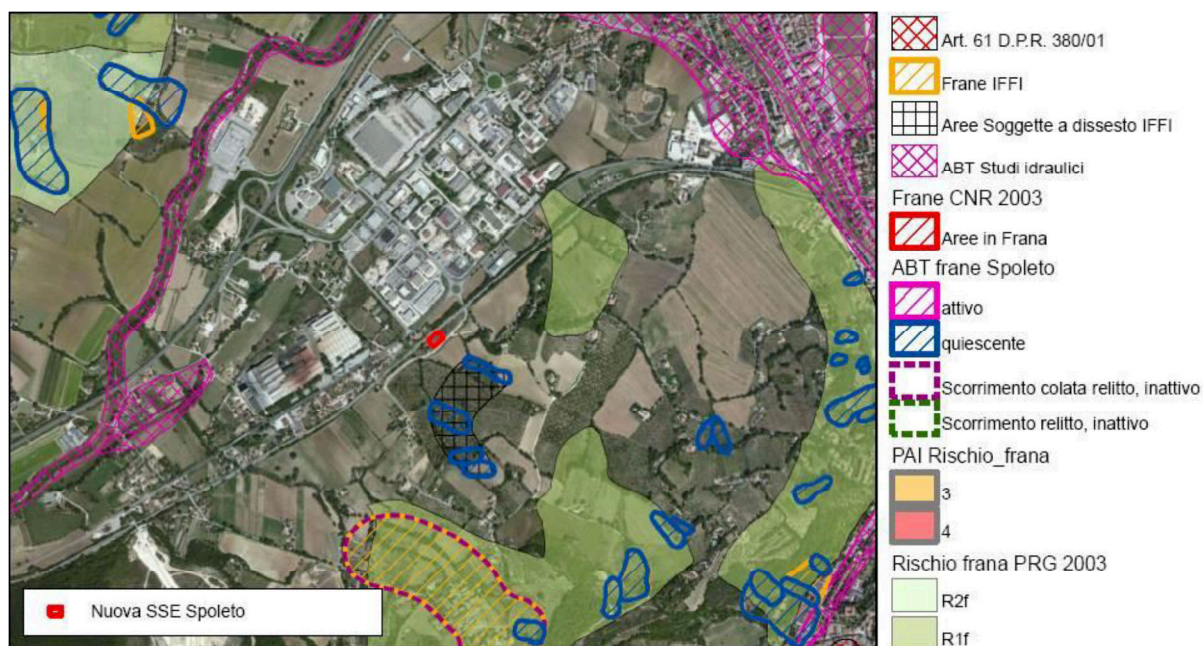 Art. 61 D.P.R. 380/01
Frane IFFI
Aree Soggette a dissesto IFFI
ABT Studi idraulici
Frane CNR 2003
Aree in Frana
ABT frane Spoleto
attivo
quiescente
Scorrimento colata relitto, inattivo
Scorrimento relitto, inattivo
PAI Rischio_frana
3
4
Rischio frana PRG 2003
R2f
R1f
Nuova SSE Spoleto